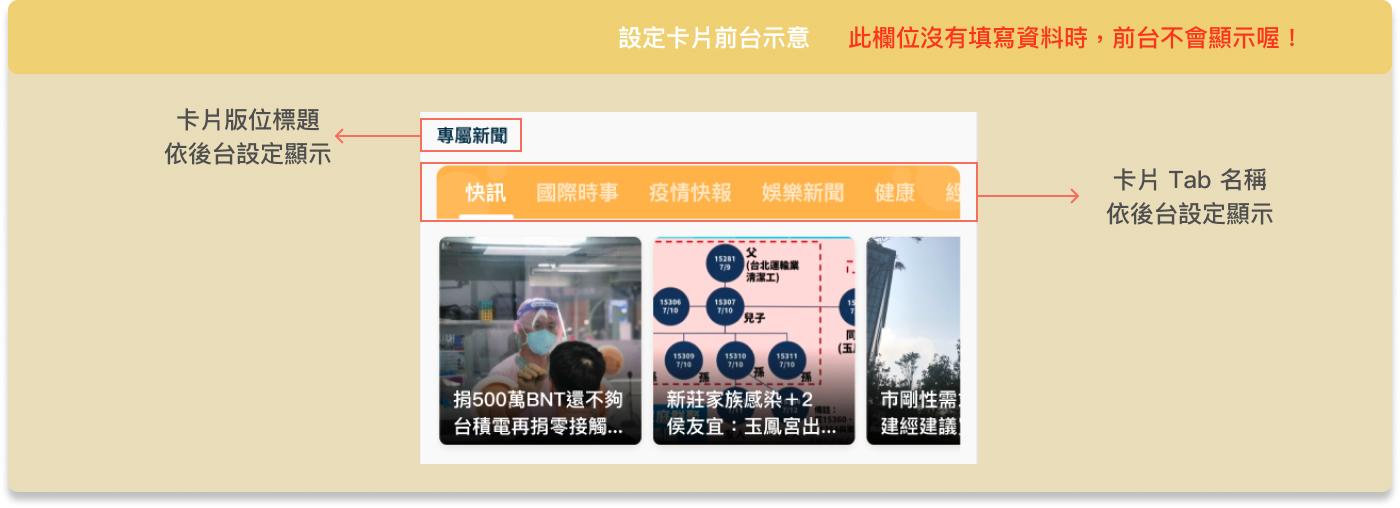 設定卡片前台示意 此欄位沒有填寫資料時，前台不會顯示喔！
卡片版位標題
依後台設定顯示
專屬新聞
卡片 Tab 名稱
依後台設定顯示
快訊 國際時事 疫情快報 娛樂新聞 健康
捐500萬BNT還不夠
台積電再捐零接觸...
15281
7/9
父
(台北運輸業
清潔工)
15306
7/10
15307
7/10
兒子
15309
7/10
孫
15310
7/10
孫
15311
7/10
孫
新莊家族感染＋2
侯友宜：玉鳳宮出...
市剛性需
建經建議